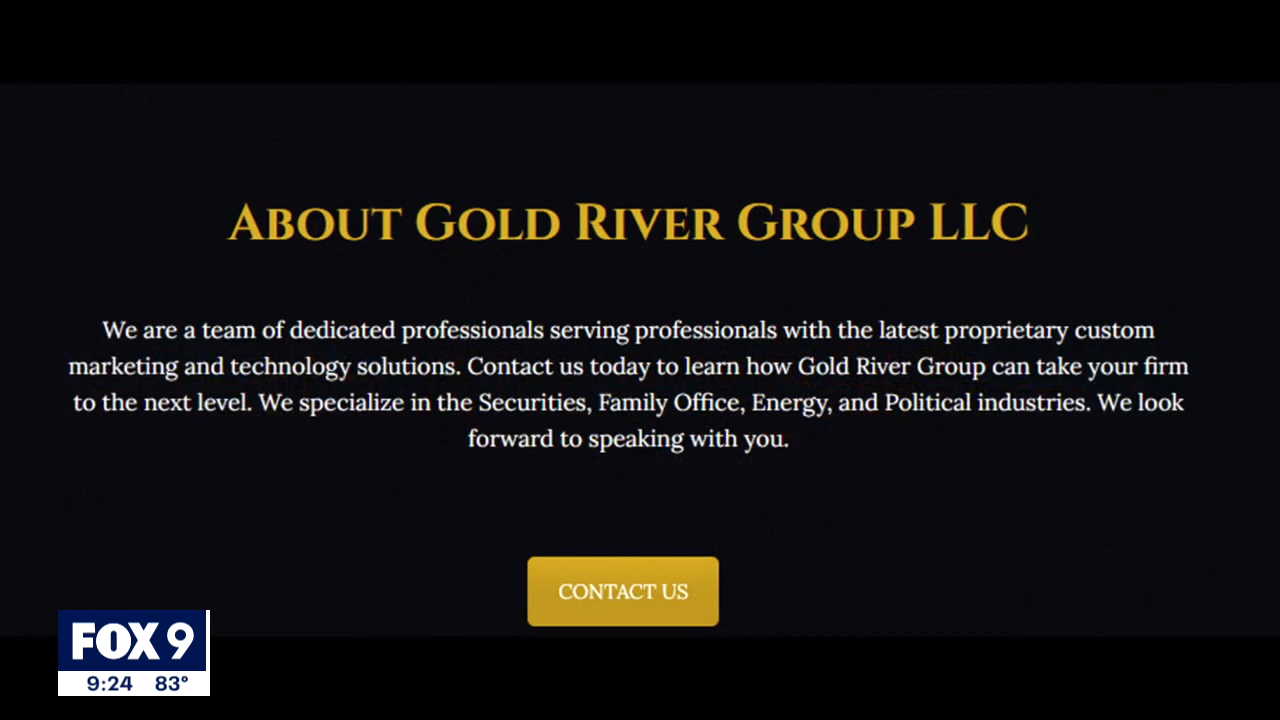 About Gold River Group LLC
We are a team of dedicated professionals serving professionals with the latest proprietary custom
marketing and technology solutions. Contact us today to learn how Gold River Group can take your firm
to the next level. We specialize in the Securities, Family Office, Energy, and Political industries. We look
forward to speaking with you.
CONTACT US
FOX 9
9:24 83°